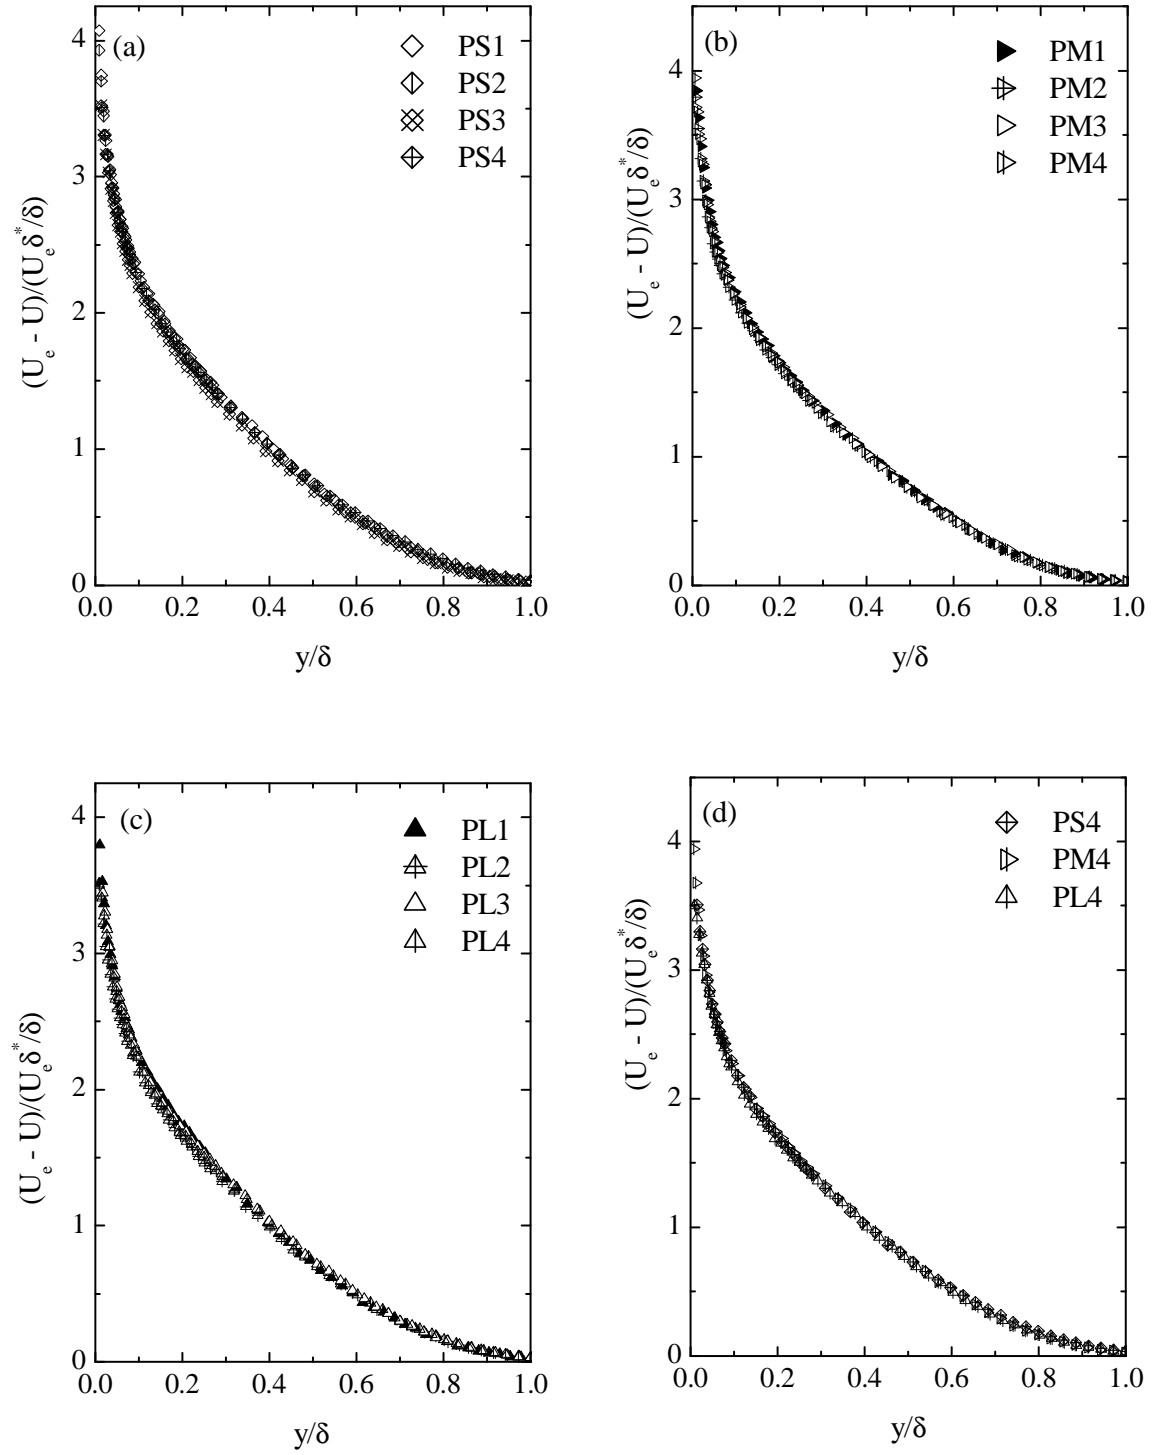 (a)
PS1
PS2
PS3
PS4
4
3
2
1
0
0.0 0.2 0.4 0.6 0.8 1.0
y/δ
(U_e - U)/(U_e δ*/δ)
(b)
PM1
PM2
PM3
PM4
4
3
2
1
0
0.0 0.2 0.4 0.6 0.8 1.0
y/δ
(U_e - U)/(U_e δ*/δ)
(c)
PL1
PL2
PL3
PL4
4
3
2
1
0
0.0 0.2 0.4 0.6 0.8 1.0
y/δ
(U_e - U)/(U_e δ*/δ)
(d)
PS4
PM4
PL4
4
3
2
1
0
0.0 0.2 0.4 0.6 0.8 1.0
y/δ
(U_e - U)/(U_e δ*/δ)